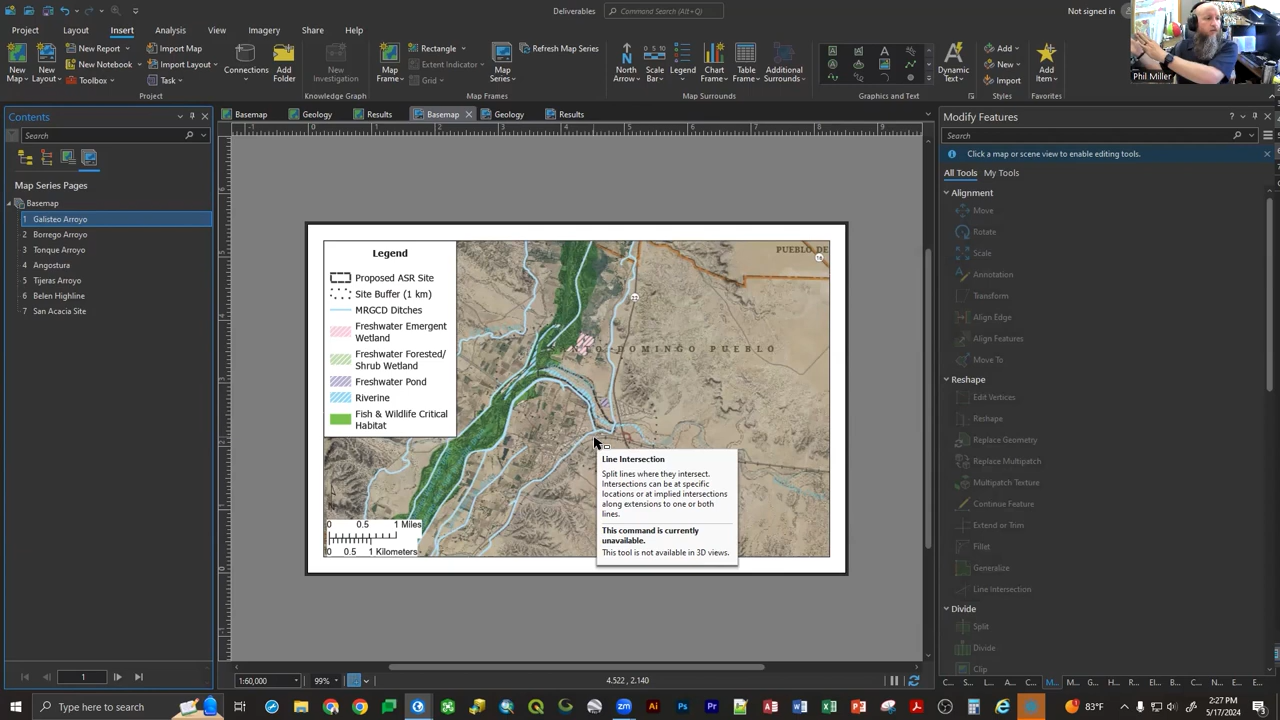 Deliverables
Command Search (Alt+Q)
Not signed in
Project Layout Insert Analysis View Imagery Share Help
New Map
New Layout
New Report
New Notebook
Toolbox
Import Map
Import Layout
Task
Project
Connections
Add Folder
New Investigation
Knowledge Graph
Map Frame
Rectangle
Extent Indicator
Grid
Map Frames
Map Series
Refresh Map Series
North Arrow
Scale Bar
Legend
Chart Frame
Table Frame
Additional Surrounds
Map Surrounds
Graphics and Text
Dynamic Text
Add
New
Import
Styles
Add Item
Favorites
Phil Miller
Contents
Search
Map Series Pages
Basemap
1 Galisteo Arroyo
2 Borrego Arroyo
3 Tonque Arroyo
4 Angostura
5 Tijeras Arroyo
6 Belen Highline
7 San Acacia Site
Basemap Geology Results Basemap Geology Results
Legend
Proposed ASR Site
Site Buffer (1 km)
MRGCD Ditches
Freshwater Emergent
Wetland
Freshwater Forested/
Shrub Wetland
Freshwater Pond
Riverine
Fish & Wildlife Critical
Habitat
0 0.5 1 Miles
0 0.5 1 Kilometers
PUEBLO DE
DOMINGO PUEBLO
Line Intersection
Split lines where they intersect.
Intersections can be at specific
locations or at implied intersections
along extensions to one or both
lines.
This command is currently
unavailable.
This tool is not available in 3D views.
1
1:60,000
99%
4.522 , 2.140
Modify Features
Search
Click a map or scene view to enable editing tools.
All Tools My Tools
Alignment
Move
Rotate
Scale
Annotation
Transform
Align Edge
Align Features
Move To
Reshape
Edit Vertices
Reshape
Replace Geometry
Replace Multipatch
Multipatch Texture
Continue Feature
Extend or Trim
Fillet
Generalize
Line Intersection
Divide
Split
Divide
Clip
Type here to search
83°F
2:27 PM
5/17/2024